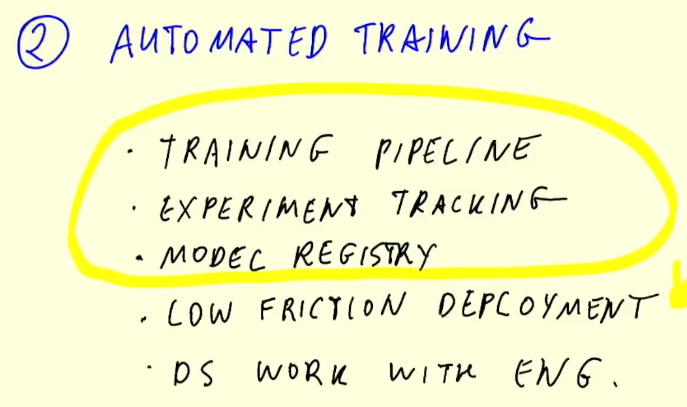 ② AUTOMATED TRAINING
· TRAINING PIPELINE
· EXPERIMENT TRACKING
· MODEL REGISTRY
· LOW FRICTION DEPLOYMENT
· DS WORK WITH ENG.